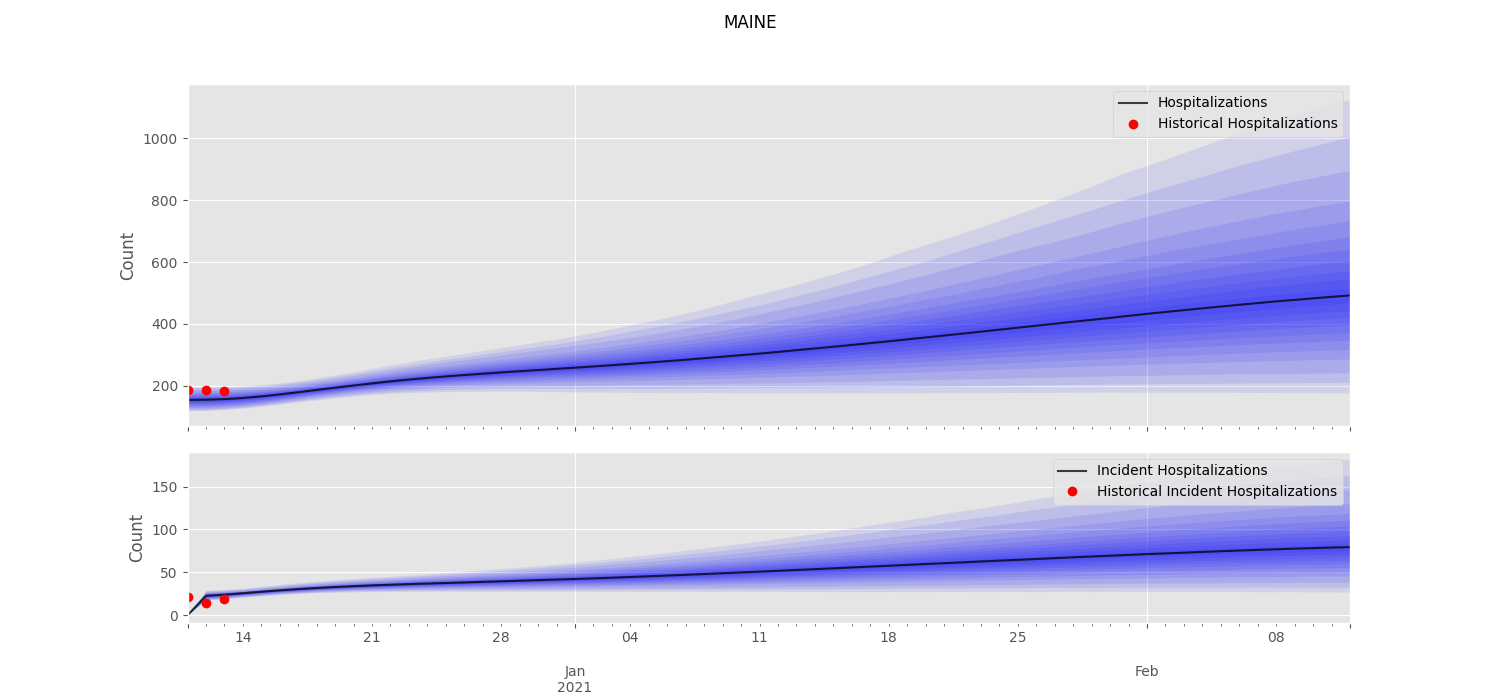 MAINE
Hospitalizations
Historical Hospitalizations
1000
800
600
400
200
Count
Incident Hospitalizations
Historical Incident Hospitalizations
150
100
50
0
Count
14 21 28 04 11 18 25 08
Jan Feb
2021